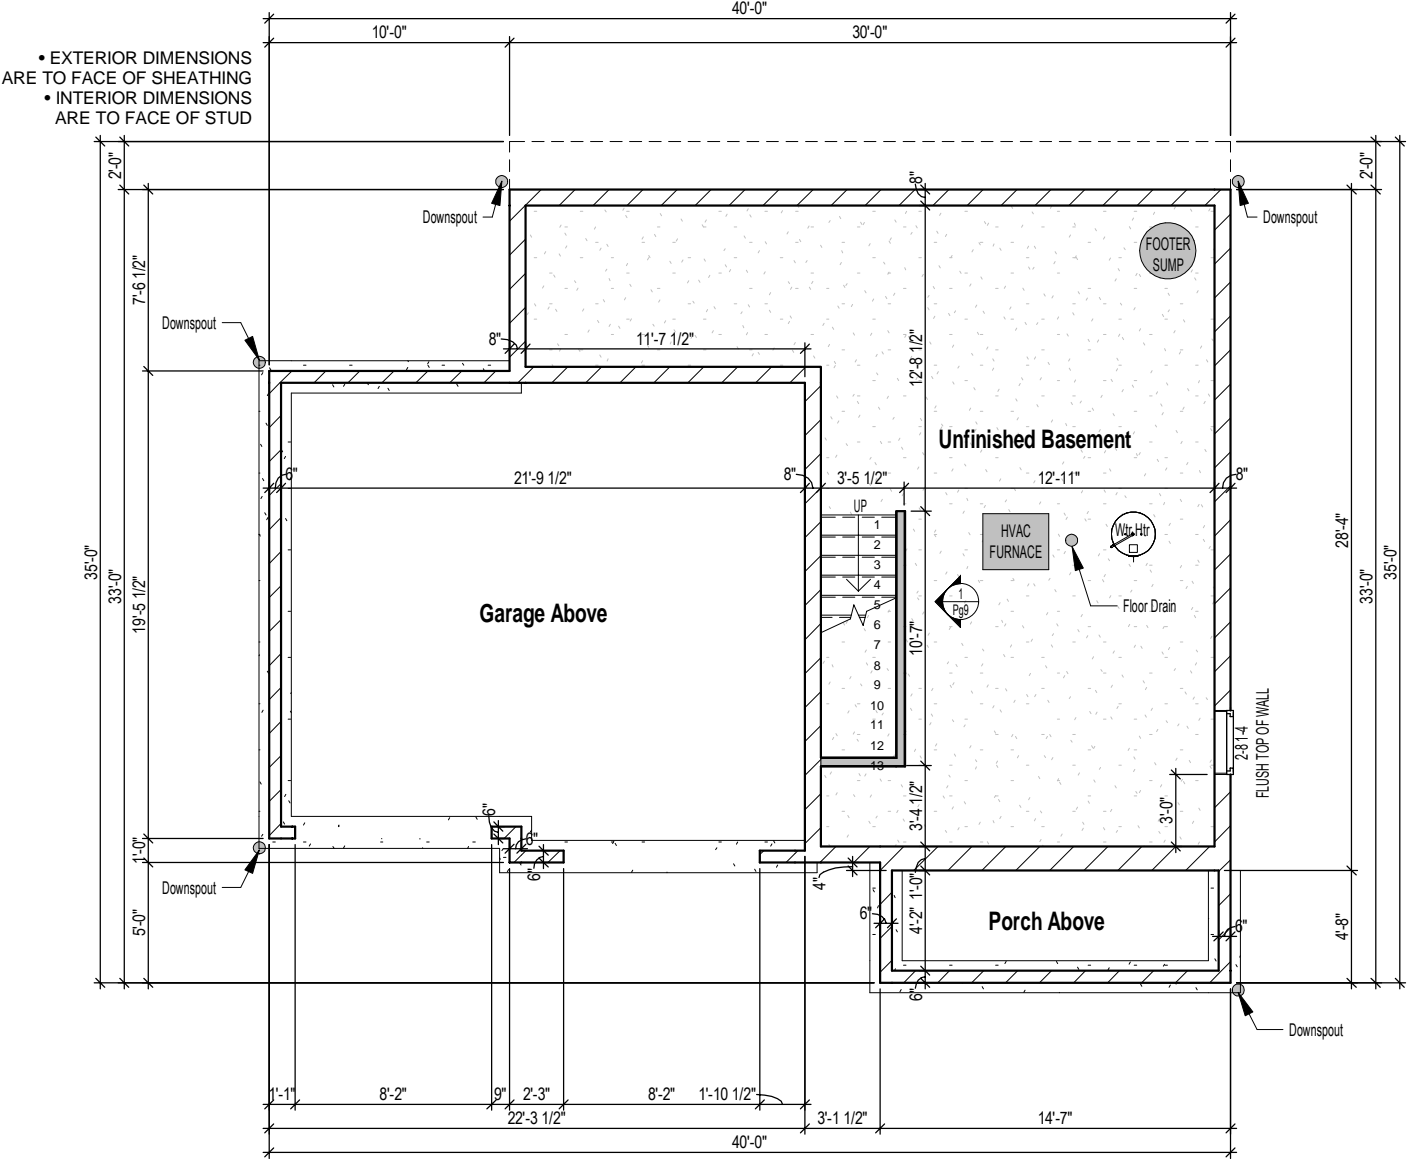 40'-0"
10'-0"
30'-0"
• EXTERIOR DIMENSIONS
ARE TO FACE OF SHEATHING
• INTERIOR DIMENSIONS
ARE TO FACE OF STUD
2'-0"
2'-0"
8"
Downspout
Downspout
FOOTER
SUMP
7'-6 1/2"
Downspout
8"
11'-7 1/2"
12'-8 1/2"
Unfinished Basement
6"
21'-9 1/2"
8"
3'-5 1/2"
12'-11"
8"
UP
1
2
3
4
5
6
7
8
9
10
11
12
13
HVAC
FURNACE
Wtr Htr
28'-4"
35'-0"
33'-0"
19'-5 1/2"
33'-0"
35'-0"
Garage Above
1
Pg9
Floor Drain
10'-7"
2-8 1-4
FLUSH TOP OF WALL
3'-4 1/2"
3'-0"
6"
6"
6"
1'-0"
4"
1'-0"
Downspout
5'-0"
6"
4'-2"
Porch Above
6"
4'-8"
6"
Downspout
1'-1"
8'-2"
9"
2'-3"
8'-2"
1'-10 1/2"
22'-3 1/2"
3'-1 1/2"
14'-7"
40'-0"